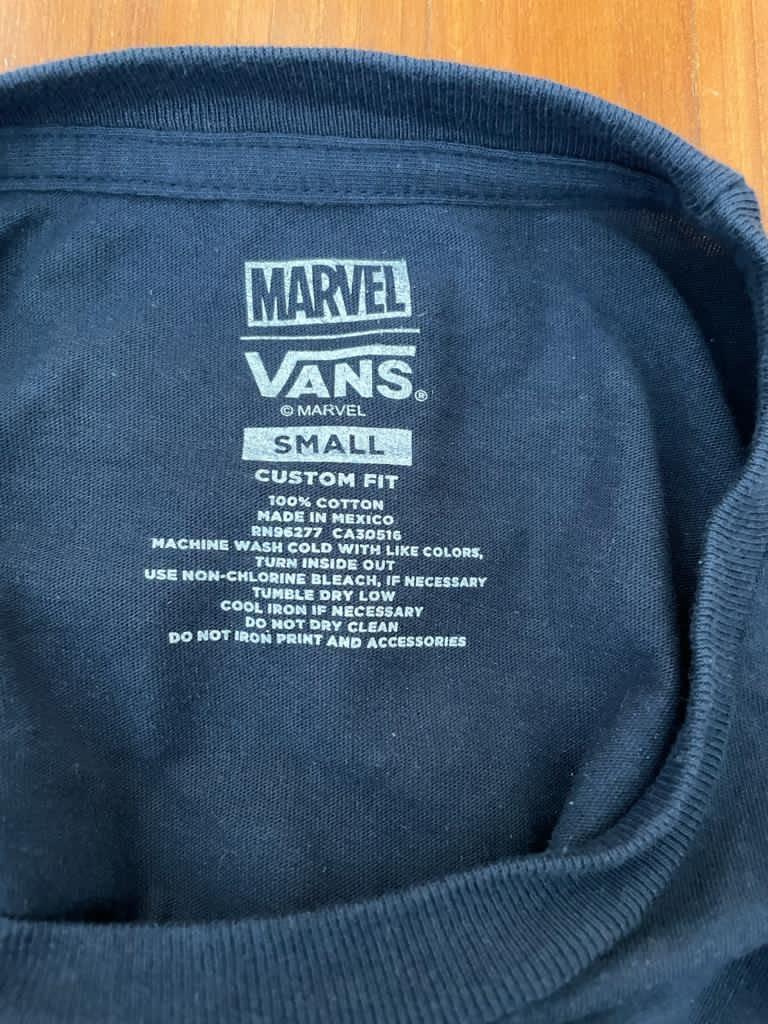 MARVEL
VANS®
© MARVEL
SMALL
CUSTOM FIT
100% COTTON
MADE IN MEXICO
RN96277 CA30516
MACHINE WASH COLD WITH LIKE COLORS,
TURN INSIDE OUT
USE NON-CHLORINE BLEACH, IF NECESSARY
TUMBLE DRY LOW
COOL IRON IF NECESSARY
DO NOT DRY CLEAN
DO NOT IRON PRINT AND ACCESSORIES